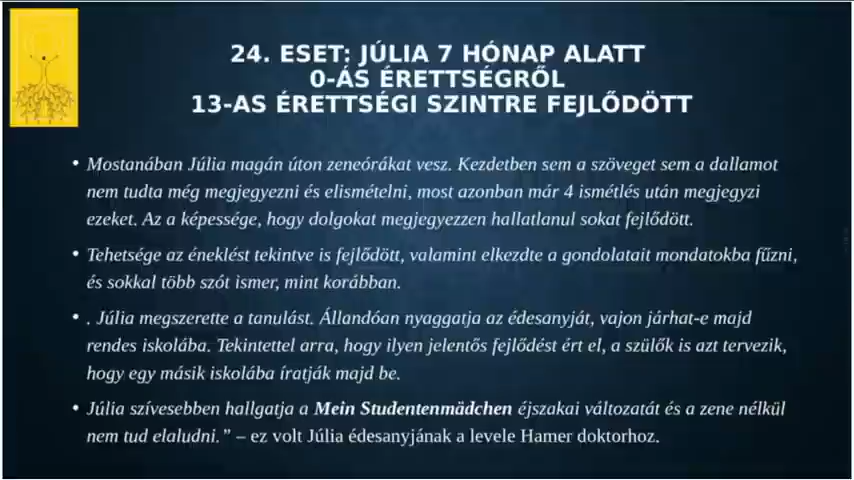 24. ESET: JÚLIA 7 HÓNAP ALATT
0-ÁS ÉRETTSÉGRŐL
13-AS ÉRETTSÉGI SZINTRE FEJLŐDÖTT
• Mostanában Júlia magán úton zeneórákat vesz. Kezdetben sem a szöveget sem a dallamot
nem tudta még megjegyezni és elismételni, most azonban már 4 ismétlés után megjegyzi
ezeket. Az a képessége, hogy dolgokat megjegyezzen hallatlanul sokat fejlődött.
• Tehetsége az éneklést tekintve is fejlődött, valamint elkezdte a gondolatait mondatokba fűzni,
és sokkal több szót ismer, mint korábban.
• . Júlia megszerette a tanulást. Állandóan nyaggatja az édesanyját, vajon járhat-e majd
rendes iskolába. Tekintettel arra, hogy ilyen jelentős fejlődést ért el, a szülők is azt tervezik,
hogy egy másik iskolába íratják majd be.
• Júlia szívesebben hallgatja a Mein Studentenmädchen éjszakai változatát és a zene nélkül
nem tud elaludni.” – ez volt Júlia édesanyjának a levele Hamer doktorhoz.